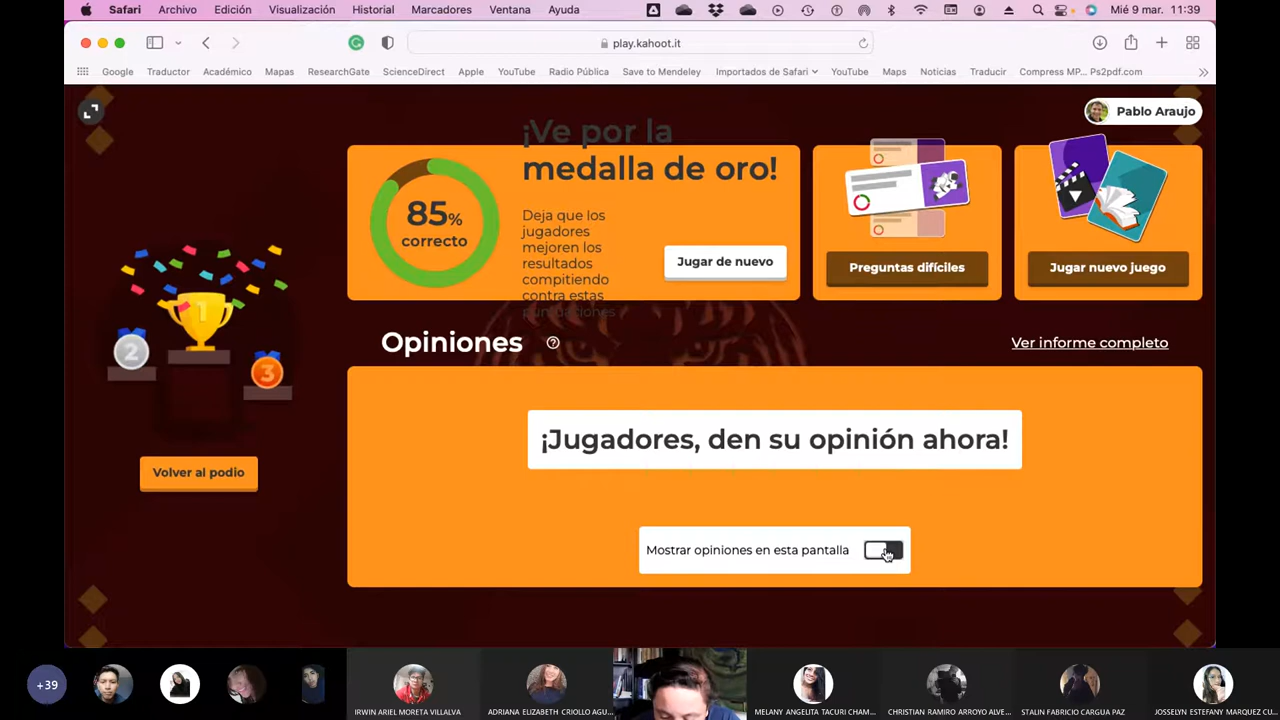 Safari Archivo Edición Visualización Historial Marcadores Ventana Ayuda Mié 9 mar. 11:39
play.kahoot.it
Google Traductor Académico Mapas ResearchGate ScienceDirect Apple YouTube Radio Pública Save to Mendeley Importados de Safari YouTube Maps Noticias Traducir Compress MP... Ps2pdf.com
Pablo Araujo
¡Ve por la
medalla de oro!
85%
correcto
Deja que los
jugadores
mejoren los
resultados
compitiendo
contra estas
puntuaciones
Jugar de nuevo
Preguntas difíciles
Jugar nuevo juego
1
2
3
Volver al podio
Opiniones
Ver informe completo
¡Jugadores, den su opinión ahora!
Mostrar opiniones en esta pantalla
+39
IRWIN ARIEL MORETA VILLALVA
ADRIANA ELIZABETH CRIOLLO AGU...
MELANY ANGELITA TACURI CHAM...
CHRISTIAN RAMIRO ARROYO ALVE...
STALIN FABRICIO CARGUA PAZ
JOSSELYN ESTEFANY MARQUEZ CU...